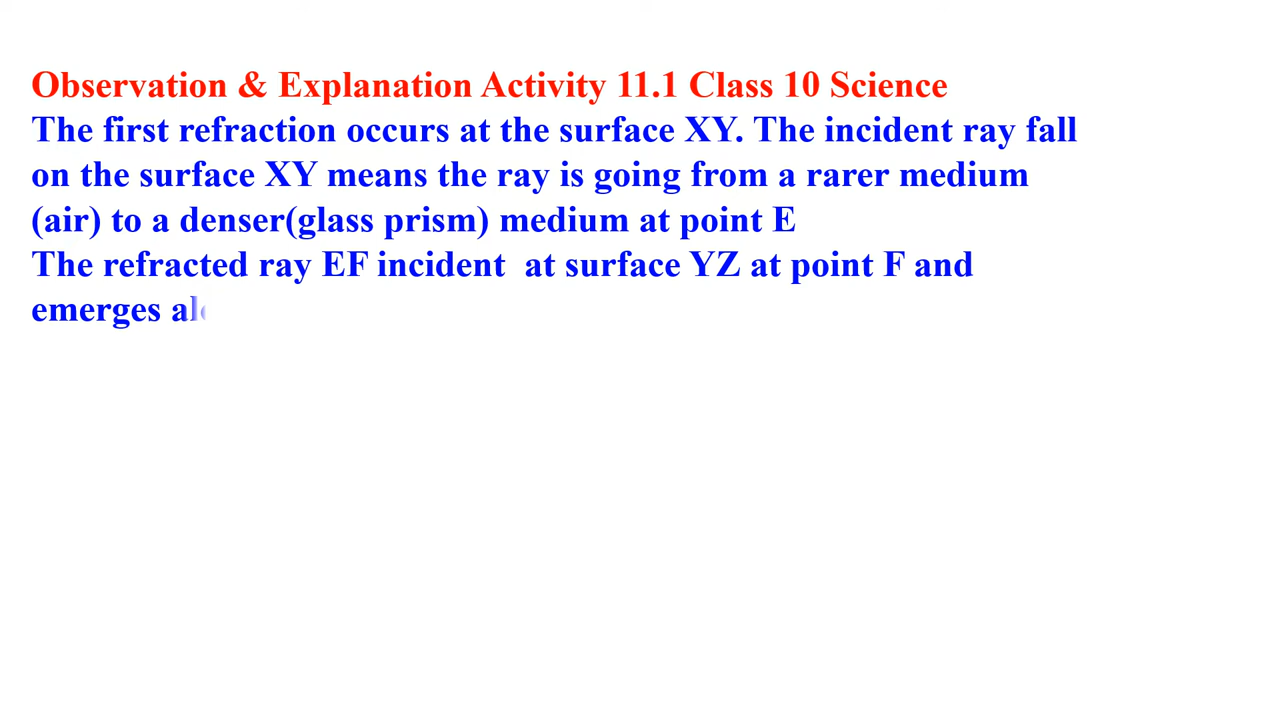 Observation & Explanation Activity 11.1 Class 10 Science
The first refraction occurs at the surface XY. The incident ray fall
on the surface XY means the ray is going from a rarer medium
(air) to a denser(glass prism) medium at point E
The refracted ray EF incident  at surface YZ at point F and
emerges